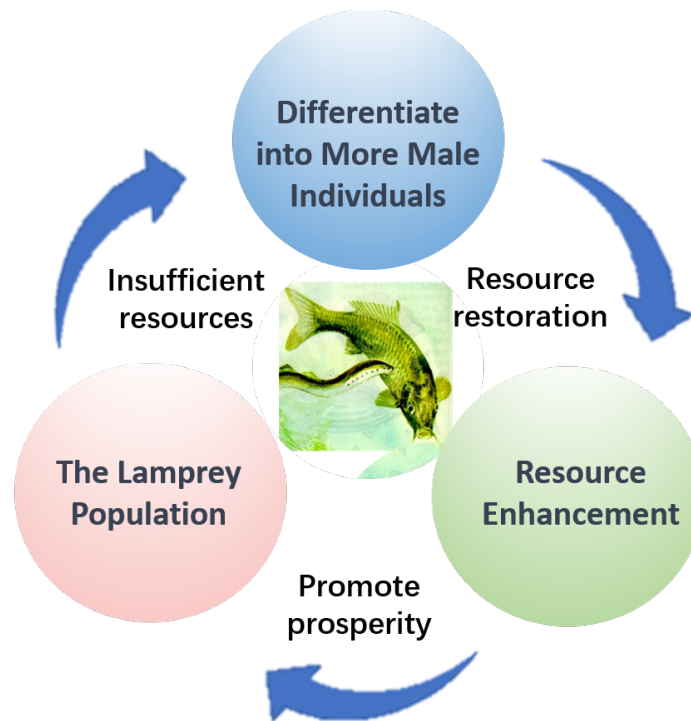 Differentiate
into More Male
Individuals
Insufficient
resources
Resource
restoration
The Lamprey
Population
Resource
Enhancement
Promote
prosperity